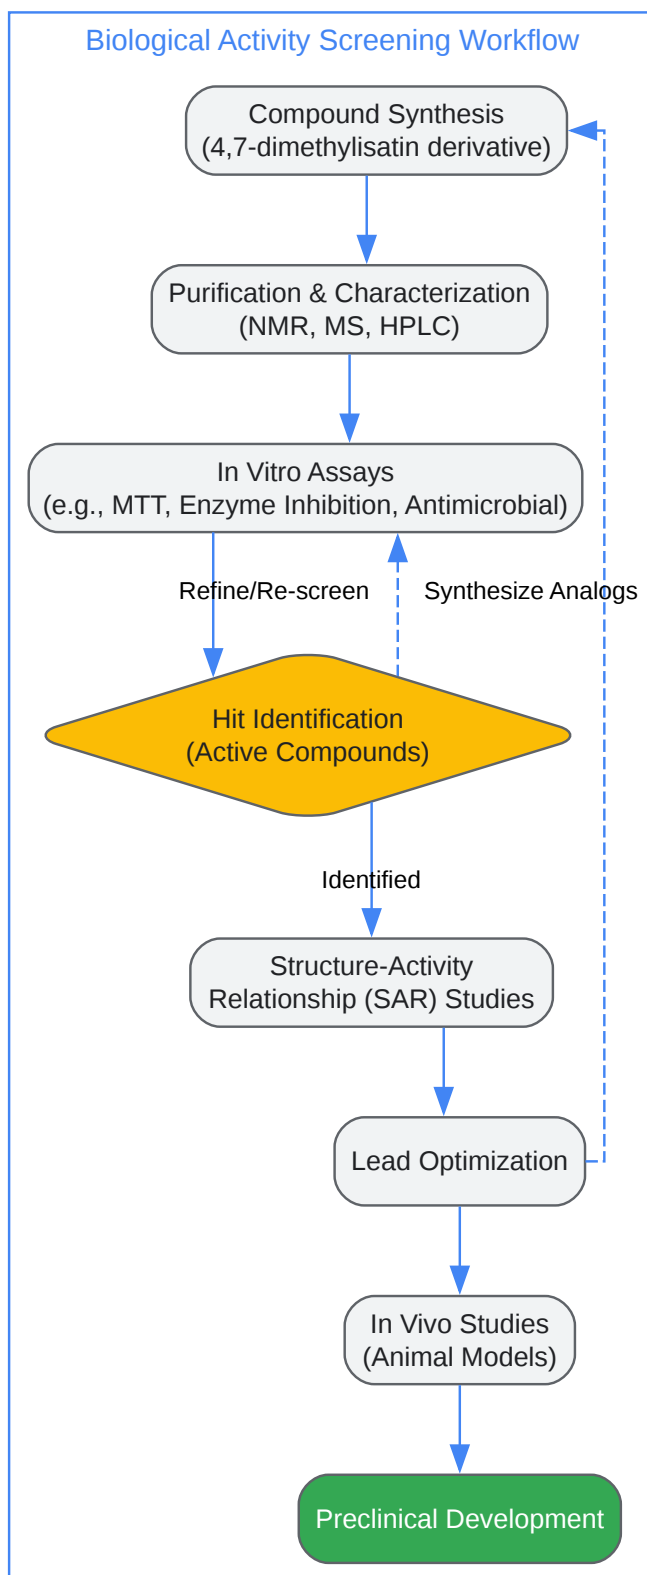 Biological Activity Screening Workflow
Compound Synthesis
(4,7-dimethylisatin derivative)
Purification & Characterization
(NMR, MS, HPLC)
In Vitro Assays
(e.g., MTT, Enzyme Inhibition, Antimicrobial)
Refine/Re-screen
Synthesize Analogs
Hit Identification
(Active Compounds)
Identified
Structure-Activity
Relationship (SAR) Studies
Lead Optimization
In Vivo Studies
(Animal Models)
Preclinical Development